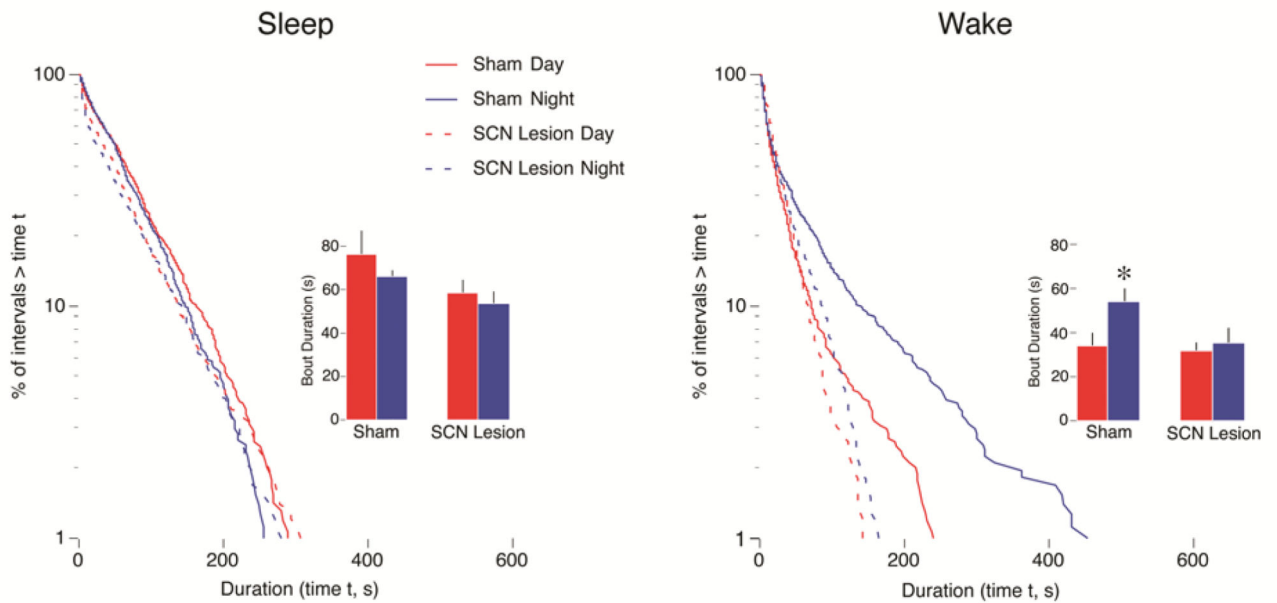 Sleep
Wake
Sham Day
Sham Night
SCN Lesion Day
SCN Lesion Night
% of intervals > time t
100
10
1
0
200
400
600
Duration (time t, s)
Bout Duration (s)
80
60
40
20
0
Sham
SCN Lesion
% of intervals > time t
100
10
1
0
200
400
600
Duration (time t, s)
Bout Duration (s)
80
60
40
20
0
*
Sham
SCN Lesion